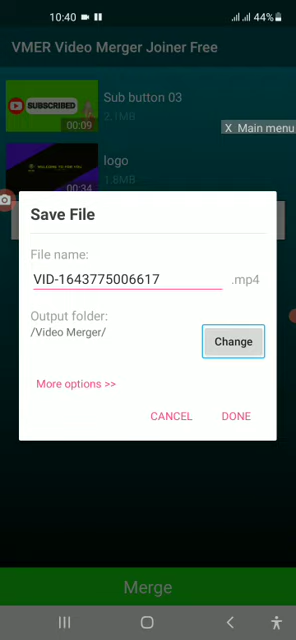 10:40
44%
VMER Video Merger Joiner Free
SUBSCRIBED
00:09
Sub button 03
2.1MB
X Main menu
WELCOME TO
00:34
logo
1.8MB
Save File
File name:
VID-1643775006617
.mp4
Output folder:
/Video Merger/
Change
More options >>
CANCEL
DONE
Merge